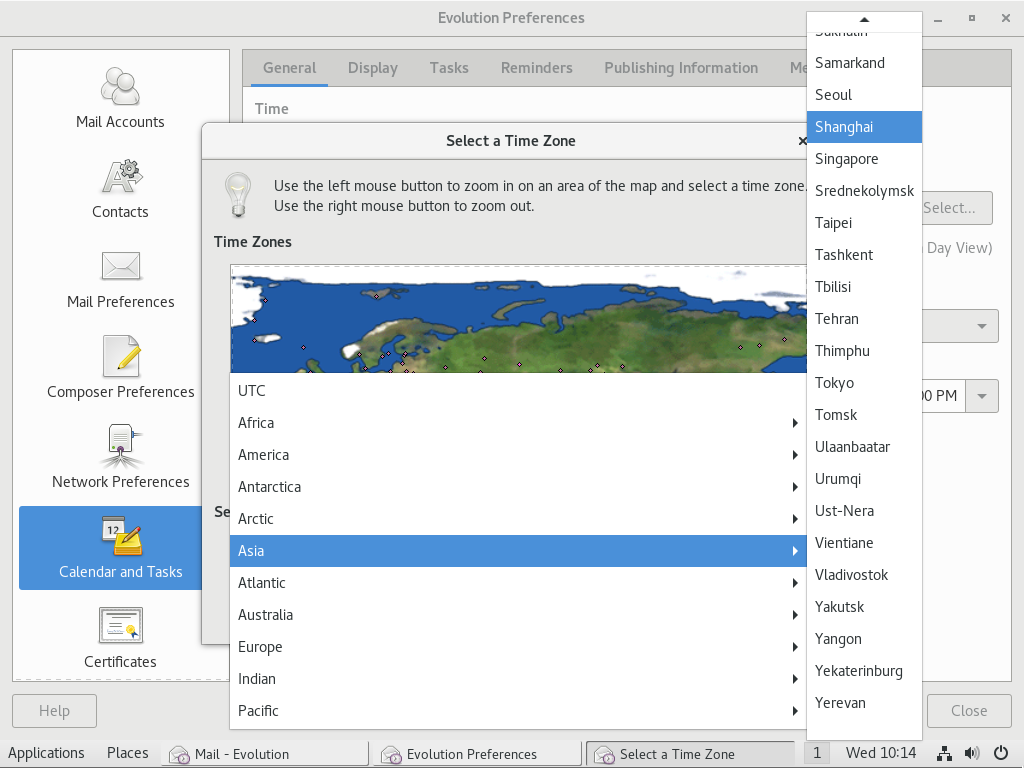 Evolution Preferences
Mail Accounts
Contacts
Mail Preferences
Composer Preferences
Network Preferences
12
Calendar and Tasks
Certificates
General
Display
Tasks
Reminders
Publishing Information
Me
Time
Select...
Day View)
00 PM
Select a Time Zone
Use the left mouse button to zoom in on an area of the map and select a time zone.
Use the right mouse button to zoom out.
Time Zones
Se
UTC
Africa
America
Antarctica
Arctic
Asia
Atlantic
Australia
Europe
Indian
Pacific
Sakhalin
Samarkand
Seoul
Shanghai
Singapore
Srednekolymsk
Taipei
Tashkent
Tbilisi
Tehran
Thimphu
Tokyo
Tomsk
Ulaanbaatar
Urumqi
Ust-Nera
Vientiane
Vladivostok
Yakutsk
Yangon
Yekaterinburg
Yerevan
Help
Close
Applications
Places
Mail - Evolution
Evolution Preferences
Select a Time Zone
1
Wed 10:14